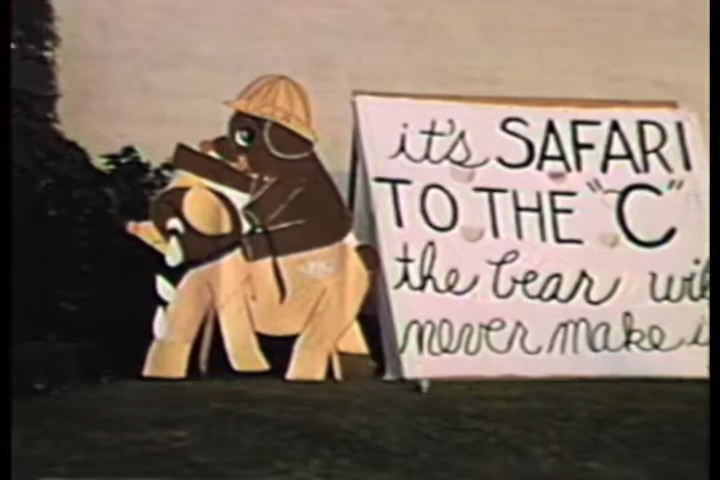 it's SAFARI
TO THE "C"
the bear
never make